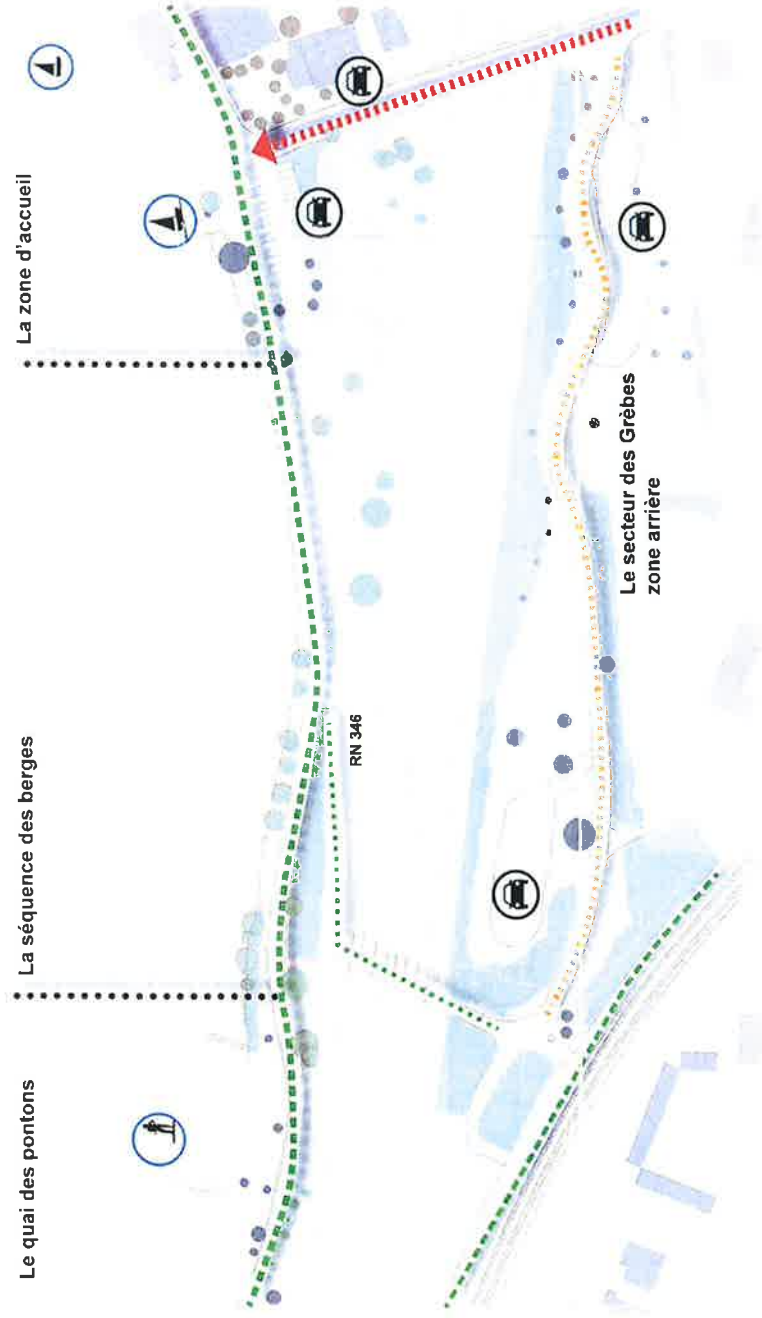 Le quai des pontons
La séquence des berges
La zone d'accueil
RN 346
Le secteur des Grèbes
zone arrière